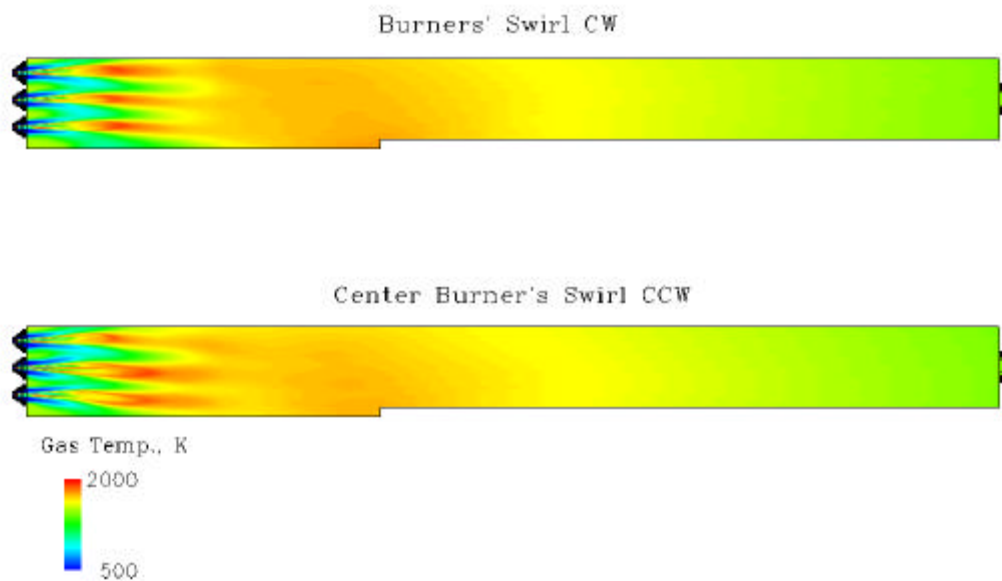 Burners' Swirl CW
Center Burner's Swirl CCW
Gas Temp., K
2000
500